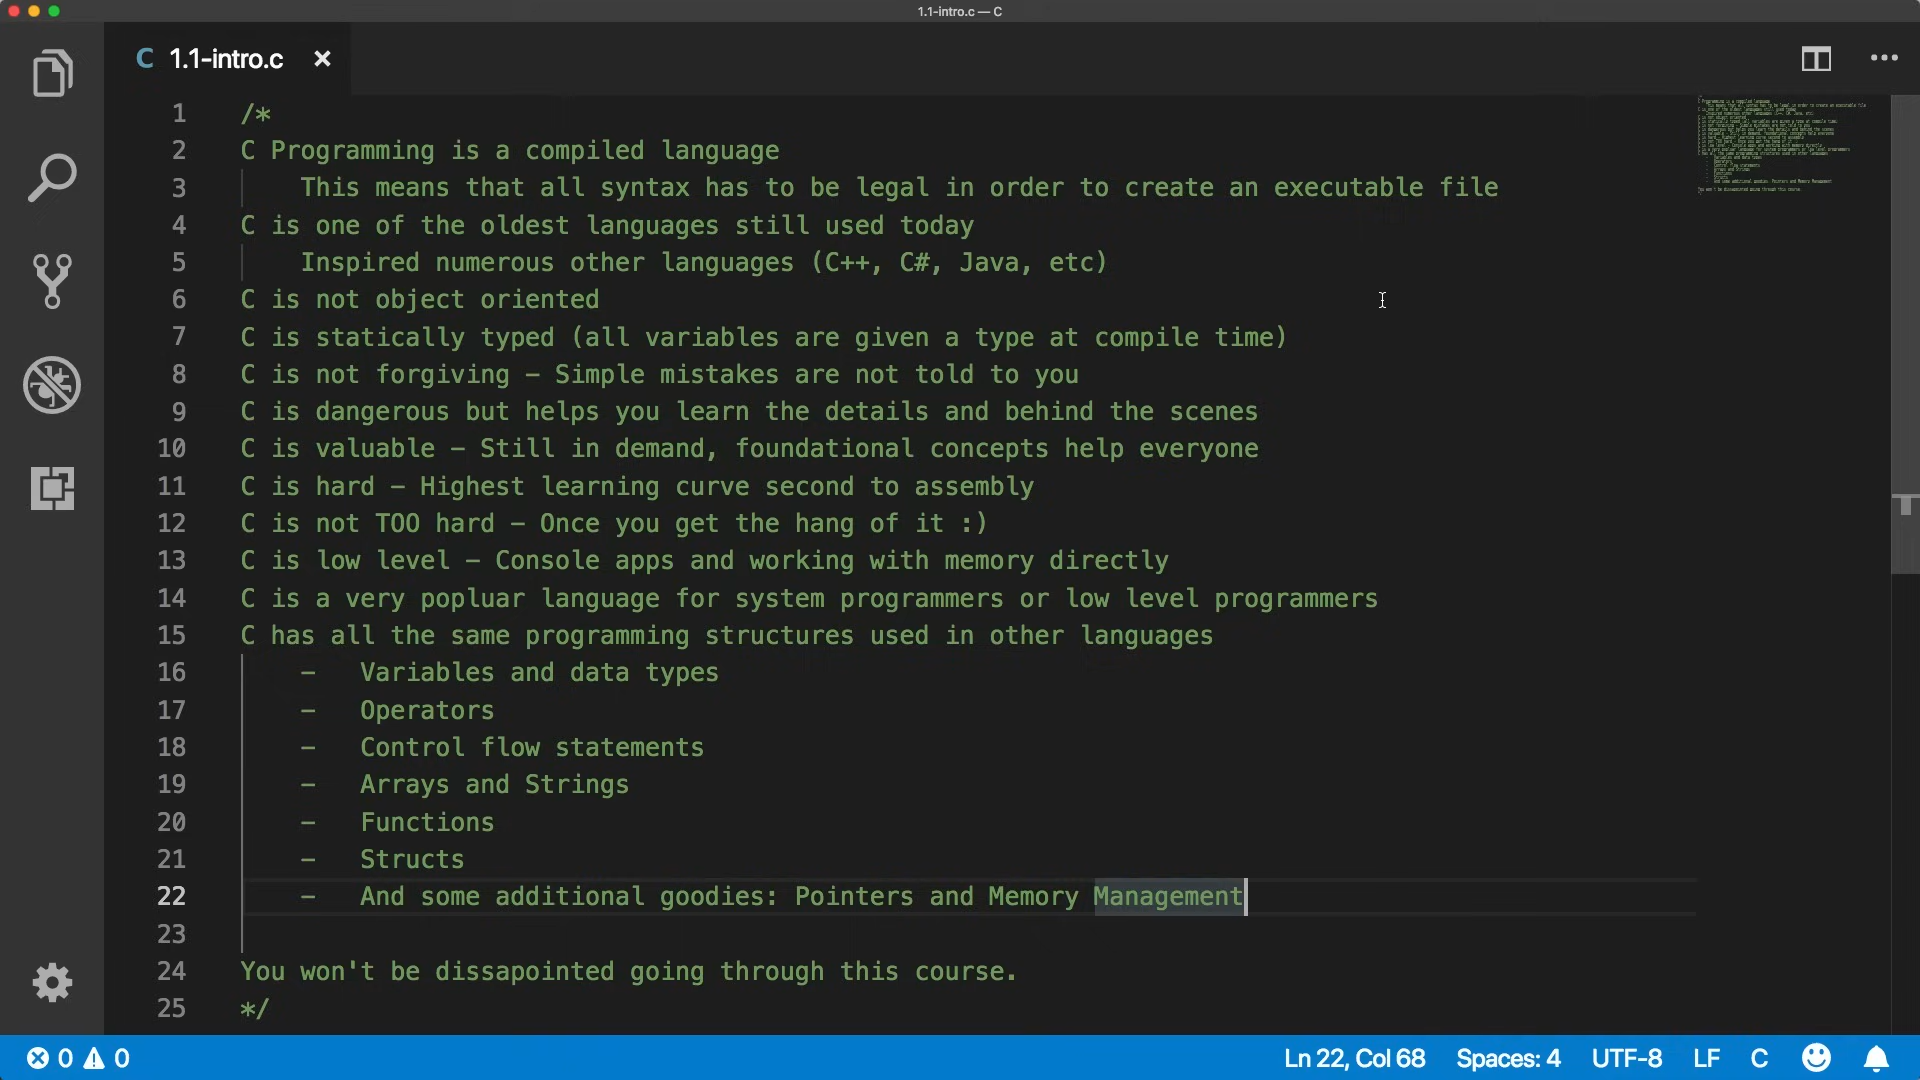 1.1-intro.c — C
C 1.1-intro.c ×
1 /*
2 C Programming is a compiled language
3 This means that all syntax has to be legal in order to create an executable file
4 C is one of the oldest languages still used today
5 Inspired numerous other languages (C++, C#, Java, etc)
6 C is not object oriented
7 C is statically typed (all variables are given a type at compile time)
8 C is not forgiving – Simple mistakes are not told to you
9 C is dangerous but helps you learn the details and behind the scenes
10 C is valuable – Still in demand, foundational concepts help everyone
11 C is hard – Highest learning curve second to assembly
12 C is not TOO hard – Once you get the hang of it :)
13 C is low level – Console apps and working with memory directly
14 C is a very popluar language for system programmers or low level programmers
15 C has all the same programming structures used in other languages
16 – Variables and data types
17 – Operators
18 – Control flow statements
19 – Arrays and Strings
20 – Functions
21 – Structs
22 – And some additional goodies: Pointers and Memory Management
23
24 You won't be dissapointed going through this course.
25 */
0 0 Ln 22, Col 68 Spaces: 4 UTF-8 LF C